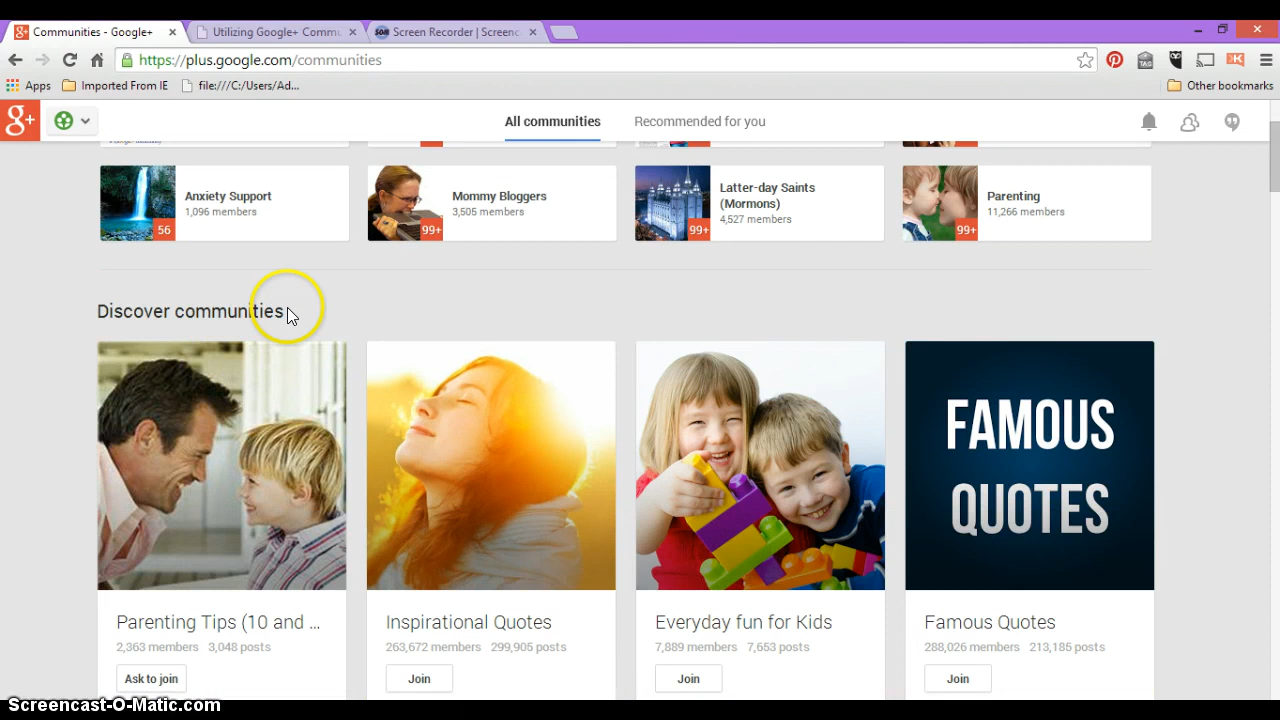 Communities - Google+
Utilizing Google+ Commu
Screen Recorder | Screenc
https://plus.google.com/communities
Apps
Imported From IE
file:///C:/Users/Ad...
Other bookmarks
g+
All communities
Recommended for you
Anxiety Support
1,096 members
56
Mommy Bloggers
3,505 members
99+
Latter-day Saints
(Mormons)
4,527 members
99+
Parenting
11,266 members
99+
Discover communities
FAMOUS
QUOTES
Parenting Tips (10 and ...
2,363 members 3,048 posts
Ask to join
Inspirational Quotes
263,672 members 299,905 posts
Join
Everyday fun for Kids
7,889 members 7,653 posts
Join
Famous Quotes
288,026 members 213,185 posts
Join
Screencast-O-Matic.com